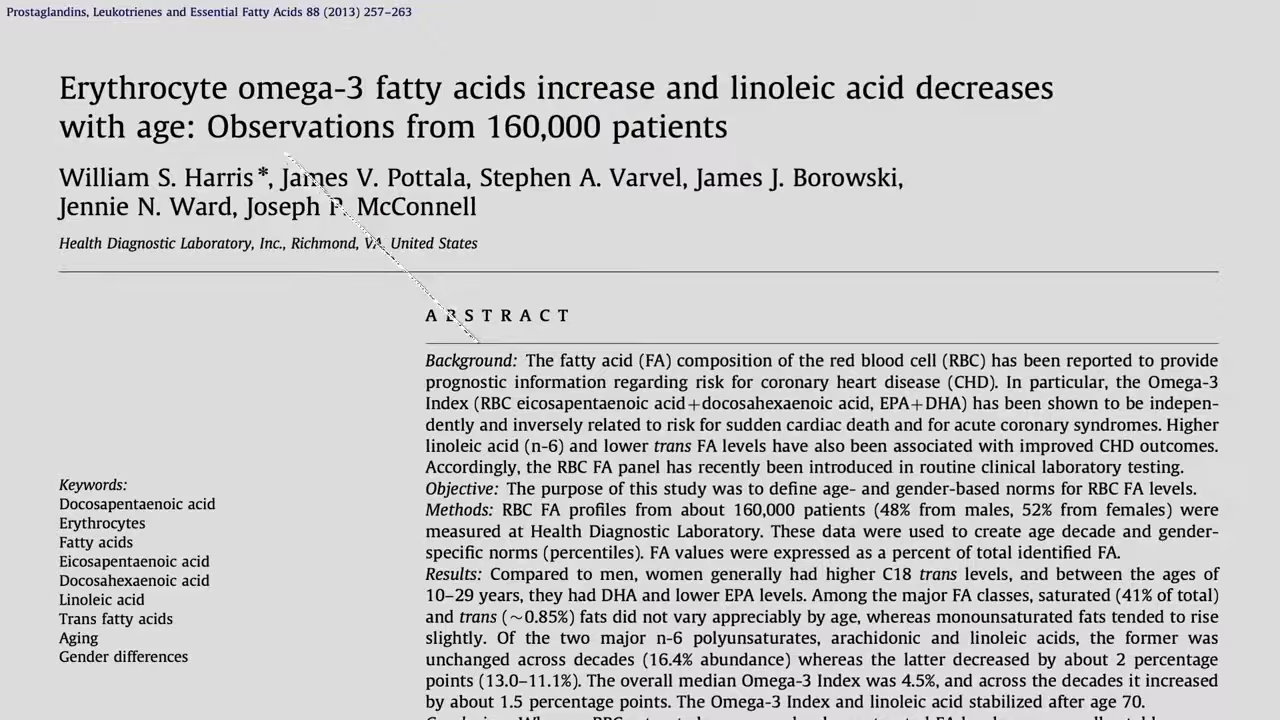 Prostaglandins, Leukotrienes and Essential Fatty Acids 88 (2013) 257–263
Erythrocyte omega-3 fatty acids increase and linoleic acid decreases
with age: Observations from 160,000 patients
William S. Harris*, James V. Pottala, Stephen A. Varvel, James J. Borowski,
Jennie N. Ward, Joseph P. McConnell
Health Diagnostic Laboratory, Inc., Richmond, VA, United States
ABSTRACT
Background: The fatty acid (FA) composition of the red blood cell (RBC) has been reported to provide
prognostic information regarding risk for coronary heart disease (CHD). In particular, the Omega-3
Index (RBC eicosapentaenoic acid+docosahexaenoic acid, EPA+DHA) has been shown to be indepen-
dently and inversely related to risk for sudden cardiac death and for acute coronary syndromes. Higher
linoleic acid (n-6) and lower trans FA levels have also been associated with improved CHD outcomes.
Accordingly, the RBC FA panel has recently been introduced in routine clinical laboratory testing.
Objective: The purpose of this study was to define age- and gender-based norms for RBC FA levels.
Methods: RBC FA profiles from about 160,000 patients (48% from males, 52% from females) were
measured at Health Diagnostic Laboratory. These data were used to create age decade and gender-
specific norms (percentiles). FA values were expressed as a percent of total identified FA.
Results: Compared to men, women generally had higher C18 trans levels, and between the ages of
10–29 years, they had DHA and lower EPA levels. Among the major FA classes, saturated (41% of total)
and trans (~0.85%) fats did not vary appreciably by age, whereas monounsaturated fats tended to rise
slightly. Of the two major n-6 polyunsaturates, arachidonic and linoleic acids, the former was
unchanged across decades (16.4% abundance) whereas the latter decreased by about 2 percentage
points (13.0–11.1%). The overall median Omega-3 Index was 4.5%, and across the decades it increased
by about 1.5 percentage points. The Omega-3 Index and linoleic acid stabilized after age 70.
Keywords:
Docosapentaenoic acid
Erythrocytes
Fatty acids
Eicosapentaenoic acid
Docosahexaenoic acid
Linoleic acid
Trans fatty acids
Aging
Gender differences